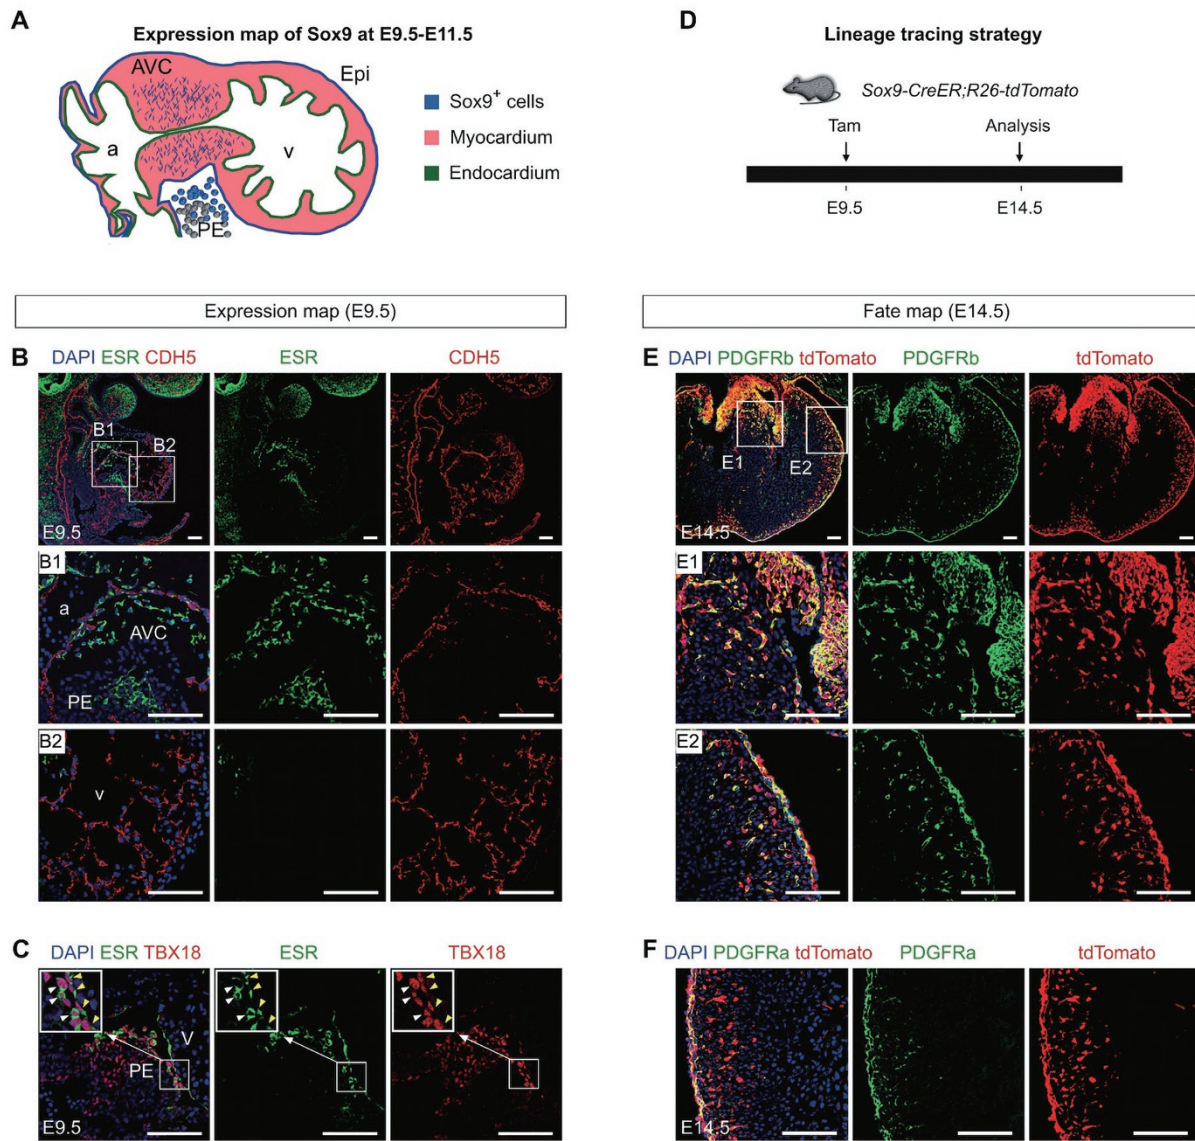 A
Expression map of Sox9 at E9.5-E11.5
AVC
Epi
a
v
PE
Sox9+ cells
Myocardium
Endocardium
D
Lineage tracing strategy
Sox9-CreER;R26-tdTomato
Tam
Analysis
E9.5
E14.5
Expression map (E9.5)
B
DAPI ESR CDH5
ESR
CDH5
B1
B2
E9.5
B1
a
AVC
PE
B2
v
C
DAPI ESR TBX18
ESR
TBX18
V
PE
E9.5
Fate map (E14.5)
E
DAPI PDGFRb tdTomato
PDGFRb
tdTomato
E1
E2
E14.5
E1
E2
F
DAPI PDGFRa tdTomato
PDGFRa
tdTomato
E14.5